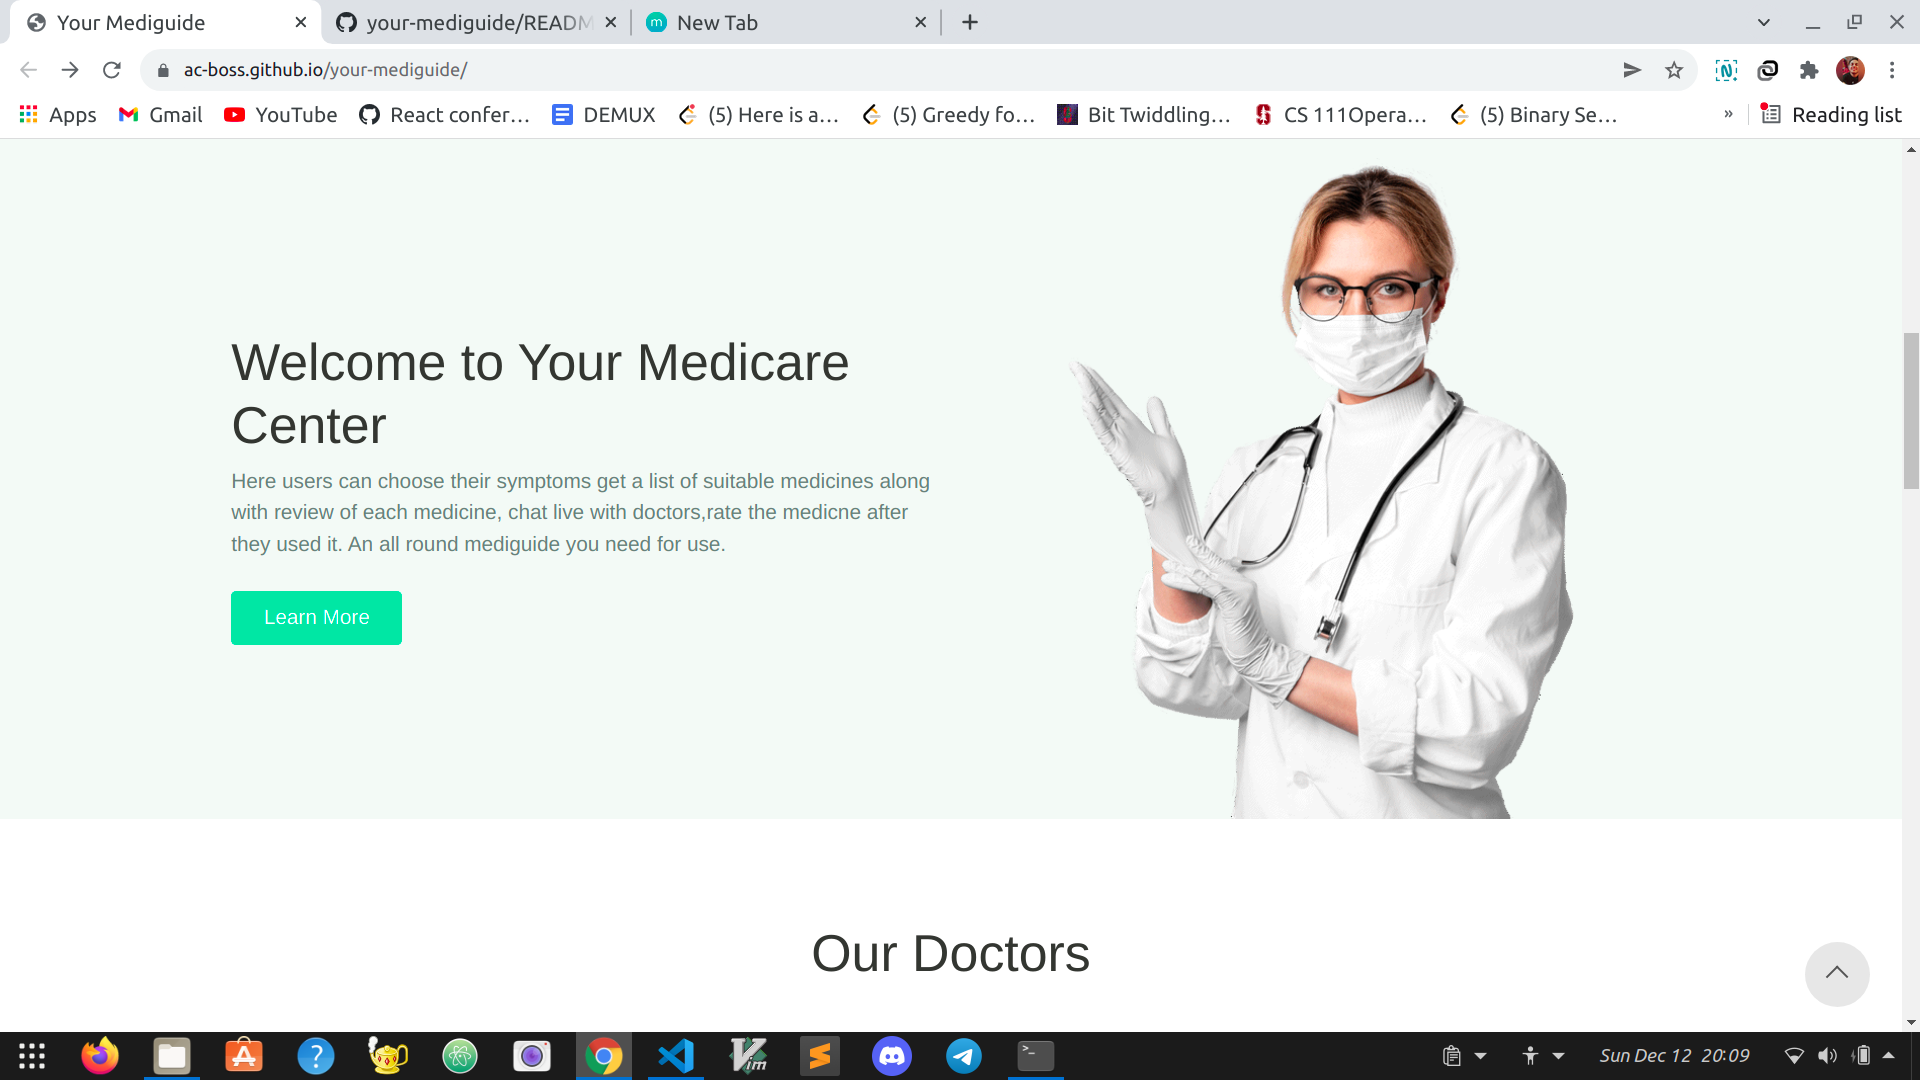 Your Mediguide
your-mediguide/READM
New Tab
ac-boss.github.io/your-mediguide/
Apps
Gmail
YouTube
React confer...
DEMUX
(5) Here is a...
(5) Greedy fo...
Bit Twiddling...
CS 111Opera...
(5) Binary Se...
»
Reading list
Welcome to Your Medicare
Center
Here users can choose their symptoms get a list of suitable medicines along
with review of each medicine, chat live with doctors,rate the medicne after
they used it. An all round mediguide you need for use.
Learn More
Our Doctors
Sun Dec 12 20:09